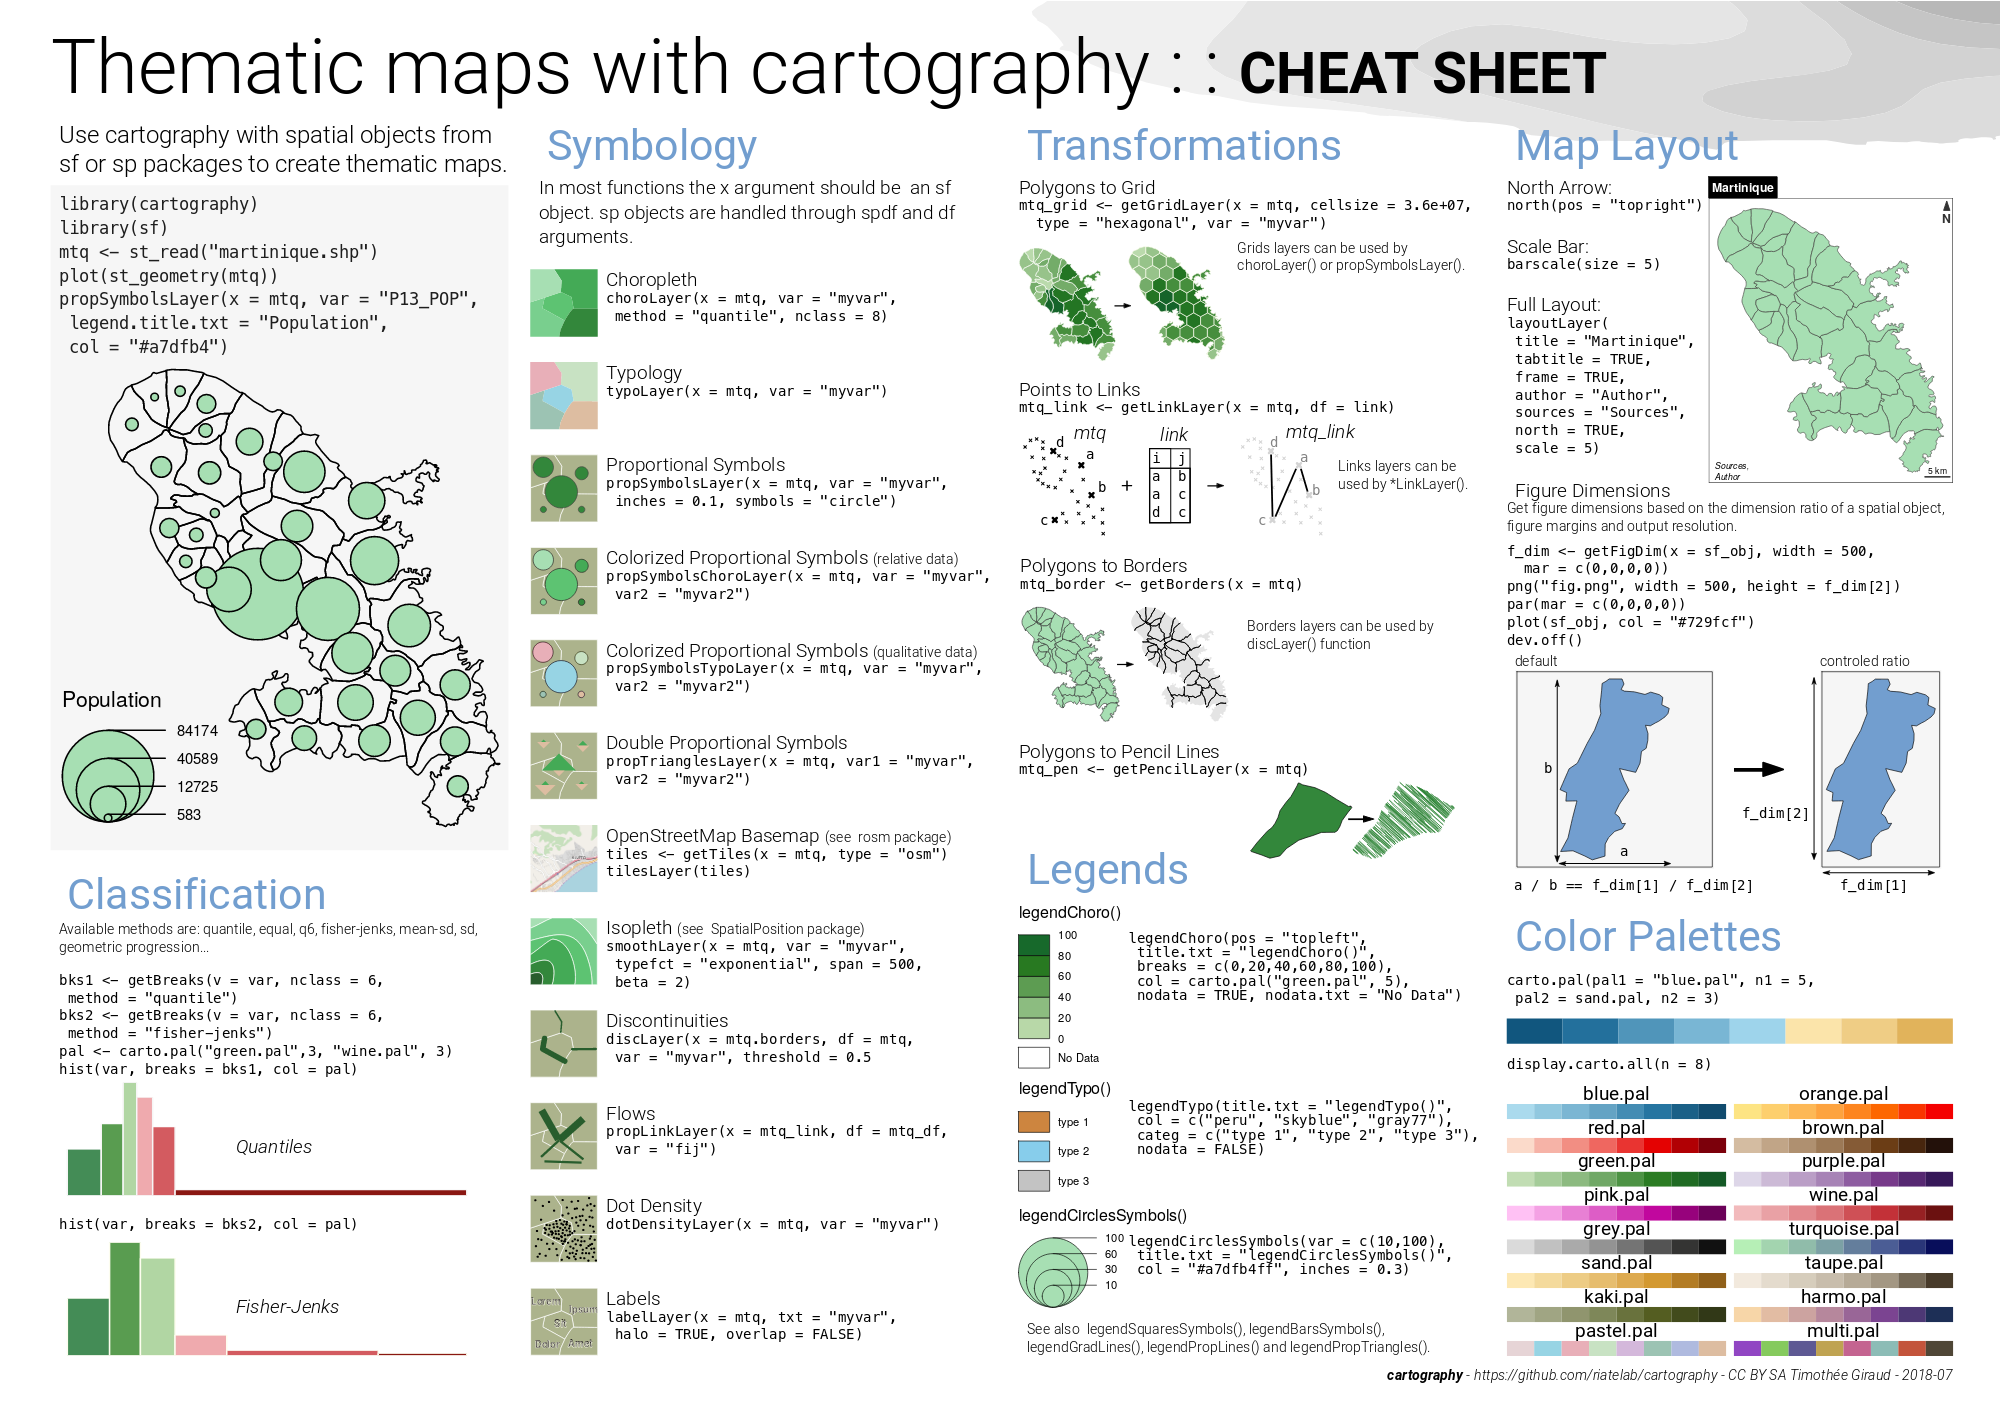 Thematic maps with cartography : : CHEAT SHEET
Use cartography with spatial objects from
sf or sp packages to create thematic maps.
library(cartography)
library(sf)
mtq <- st_read("martinique.shp")
plot(st_geometry(mtq))
propSymbolsLayer(x = mtq, var = "P13_POP",
legend.title.txt = "Population",
col = "#a7dfb4")
Population
84174
40589
12725
583
Classification
Available methods are: quantile, equal, q6, fisher-jenks, mean-sd, sd,
geometric progression...
bks1 <- getBreaks(v = var, nclass = 6,
method = "quantile")
bks2 <- getBreaks(v = var, nclass = 6,
method = "fisher-jenks")
pal <- carto.pal("green.pal",3, "wine.pal", 3)
hist(var, breaks = bks1, col = pal)
Quantiles
hist(var, breaks = bks2, col = pal)
Fisher-Jenks
Symbology
In most functions the x argument should be an sf
object. sp objects are handled through spdf and df
arguments.
Choropleth
choroLayer(x = mtq, var = "myvar",
method = "quantile", nclass = 8)
Typology
typoLayer(x = mtq, var = "myvar")
Proportional Symbols
propSymbolsLayer(x = mtq, var = "myvar",
inches = 0.1, symbols = "circle")
Colorized Proportional Symbols (relative data)
propSymbolsChoroLayer(x = mtq, var = "myvar",
var2 = "myvar2")
Colorized Proportional Symbols (qualitative data)
propSymbolsTypoLayer(x = mtq, var = "myvar",
var2 = "myvar2")
Double Proportional Symbols
propTrianglesLayer(x = mtq, var1 = "myvar",
var2 = "myvar2")
OpenStreetMap Basemap (see rosm package)
tiles <- getTiles(x = mtq, type = "osm")
tilesLayer(tiles)
Isopleth (see SpatialPosition package)
smoothLayer(x = mtq, var = "myvar",
typefct = "exponential", span = 500,
beta = 2)
Discontinuities
discLayer(x = mtq.borders, df = mtq,
var = "myvar", threshold = 0.5
Flows
propLinkLayer(x = mtq_link, df = mtq_df,
var = "fij")
Dot Density
dotDensityLayer(x = mtq, var = "myvar")
Lorem
Ipsum
Sit
Dolor Amet
Labels
labelLayer(x = mtq, txt = "myvar",
halo = TRUE, overlap = FALSE)
Transformations
Polygons to Grid
mtq_grid <- getGridLayer(x = mtq, cellsize = 3.6e+07,
type = "hexagonal", var = "myvar")
Grids layers can be used by
choroLayer() or propSymbolsLayer().
Points to Links
mtq_link <- getLinkLayer(x = mtq, df = link)
mtq
d
a
b
c
+
link
i j
a b
a c
d c
mtq_link
d
a
b
c
Links layers can be
used by *LinkLayer().
Polygons to Borders
mtq_border <- getBorders(x = mtq)
Borders layers can be used by
discLayer() function
Polygons to Pencil Lines
mtq_pen <- getPencilLayer(x = mtq)
Legends
legendChoro()
100
80
60
40
20
0
No Data
legendChoro(pos = "topleft",
title.txt = "legendChoro()",
breaks = c(0,20,40,60,80,100),
col = carto.pal("green.pal", 5),
nodata = TRUE, nodata.txt = "No Data")
legendTypo()
type 1
type 2
type 3
legendTypo(title.txt = "legendTypo()",
col = c("peru", "skyblue", "gray77"),
categ = c("type 1", "type 2", "type 3"),
nodata = FALSE)
legendCirclesSymbols()
100
60
30
10
legendCirclesSymbols(var = c(10,100),
title.txt = "legendCirclesSymbols()",
col = "#a7dfb4ff", inches = 0.3)
See also legendSquaresSymbols(), legendBarsSymbols(),
legendGradLines(), legendPropLines() and legendPropTriangles().
Map Layout
North Arrow:
north(pos = "topright")
Scale Bar:
barscale(size = 5)
Full Layout:
layoutLayer(
title = "Martinique",
tabtitle = TRUE,
frame = TRUE,
author = "Author",
sources = "Sources",
north = TRUE,
scale = 5)
Martinique
N
Sources,
Author
5 km
Figure Dimensions
Get figure dimensions based on the dimension ratio of a spatial object,
figure margins and output resolution.
f_dim <- getFigDim(x = sf_obj, width = 500,
mar = c(0,0,0,0))
png("fig.png", width = 500, height = f_dim[2])
par(mar = c(0,0,0,0))
plot(sf_obj, col = "#729fcf")
dev.off()
default
b
a
a / b == f_dim[1] / f_dim[2]
controled ratio
f_dim[2]
f_dim[1]
Color Palettes
carto.pal(pal1 = "blue.pal", n1 = 5,
pal2 = sand.pal, n2 = 3)
display.carto.all(n = 8)
blue.pal
orange.pal
red.pal
brown.pal
green.pal
purple.pal
pink.pal
wine.pal
grey.pal
turquoise.pal
sand.pal
taupe.pal
kaki.pal
harmo.pal
pastel.pal
multi.pal
cartography - https://github.com/riatelab/cartography - CC BY SA Timothée Giraud - 2018-07